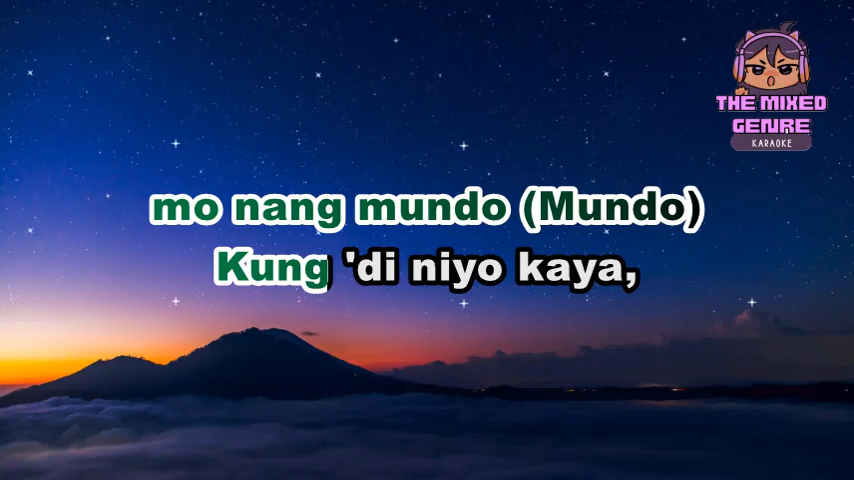 THE MIXED
GENRE
KARAOKE
mo nang mundo (Mundo)
Kung 'di niyo kaya,